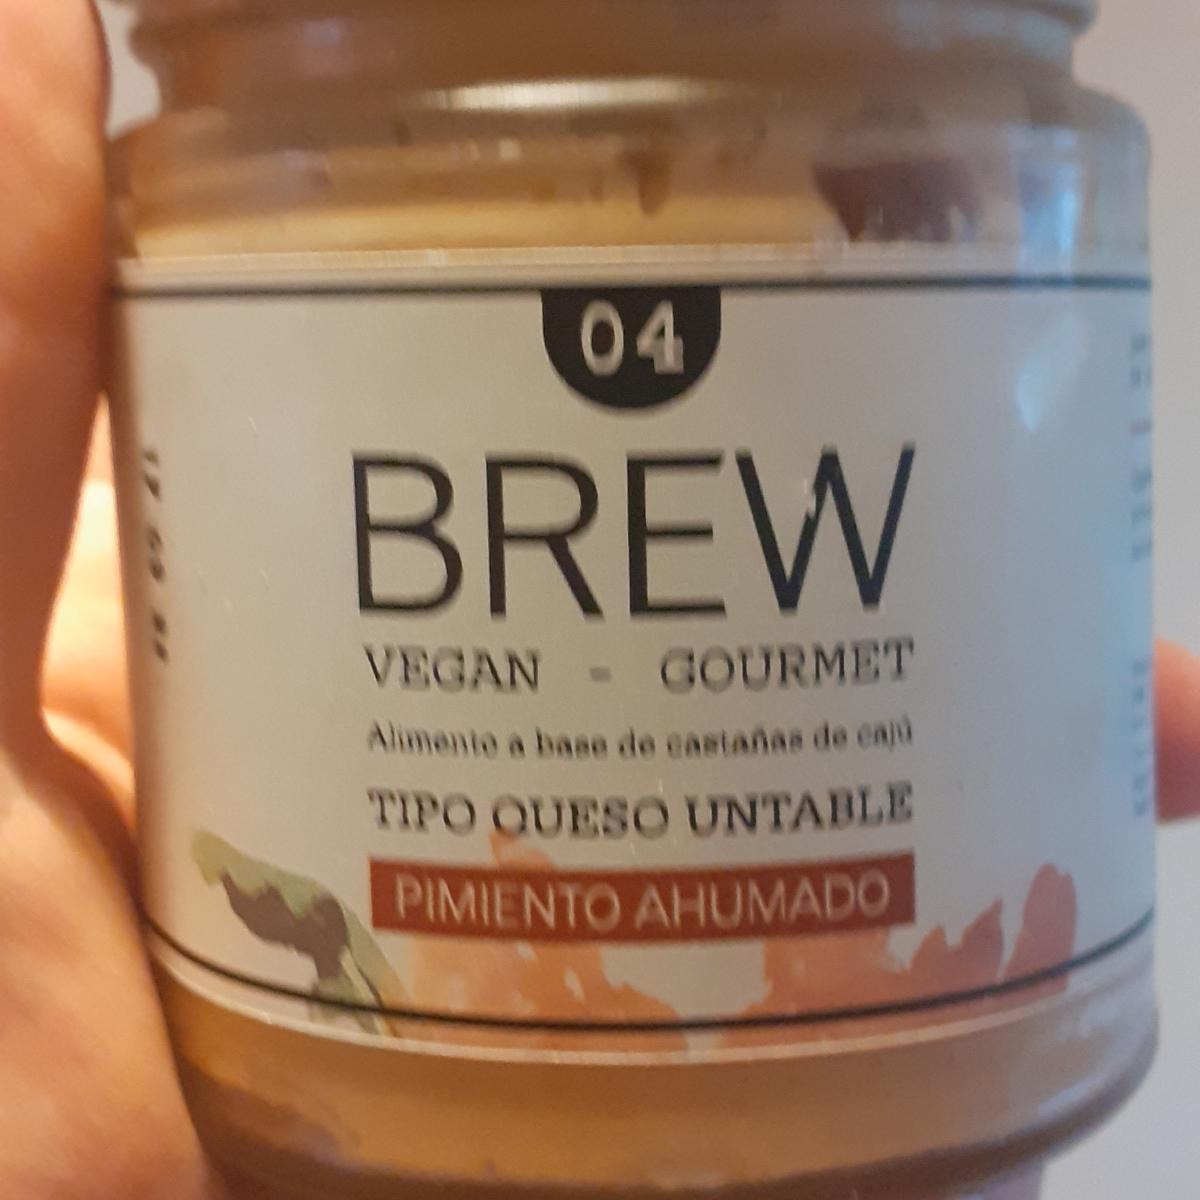 04
BREW
VEGAN - GOURMET
Alimento a base de castañas de cajú
TIPO QUESO UNTABLE
PIMIENTO AHUMADO